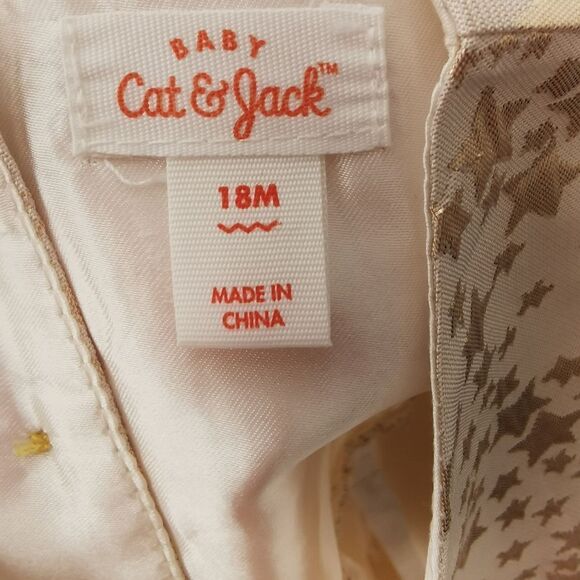 BABY
Cat & Jack™
18M
MADE IN
CHINA